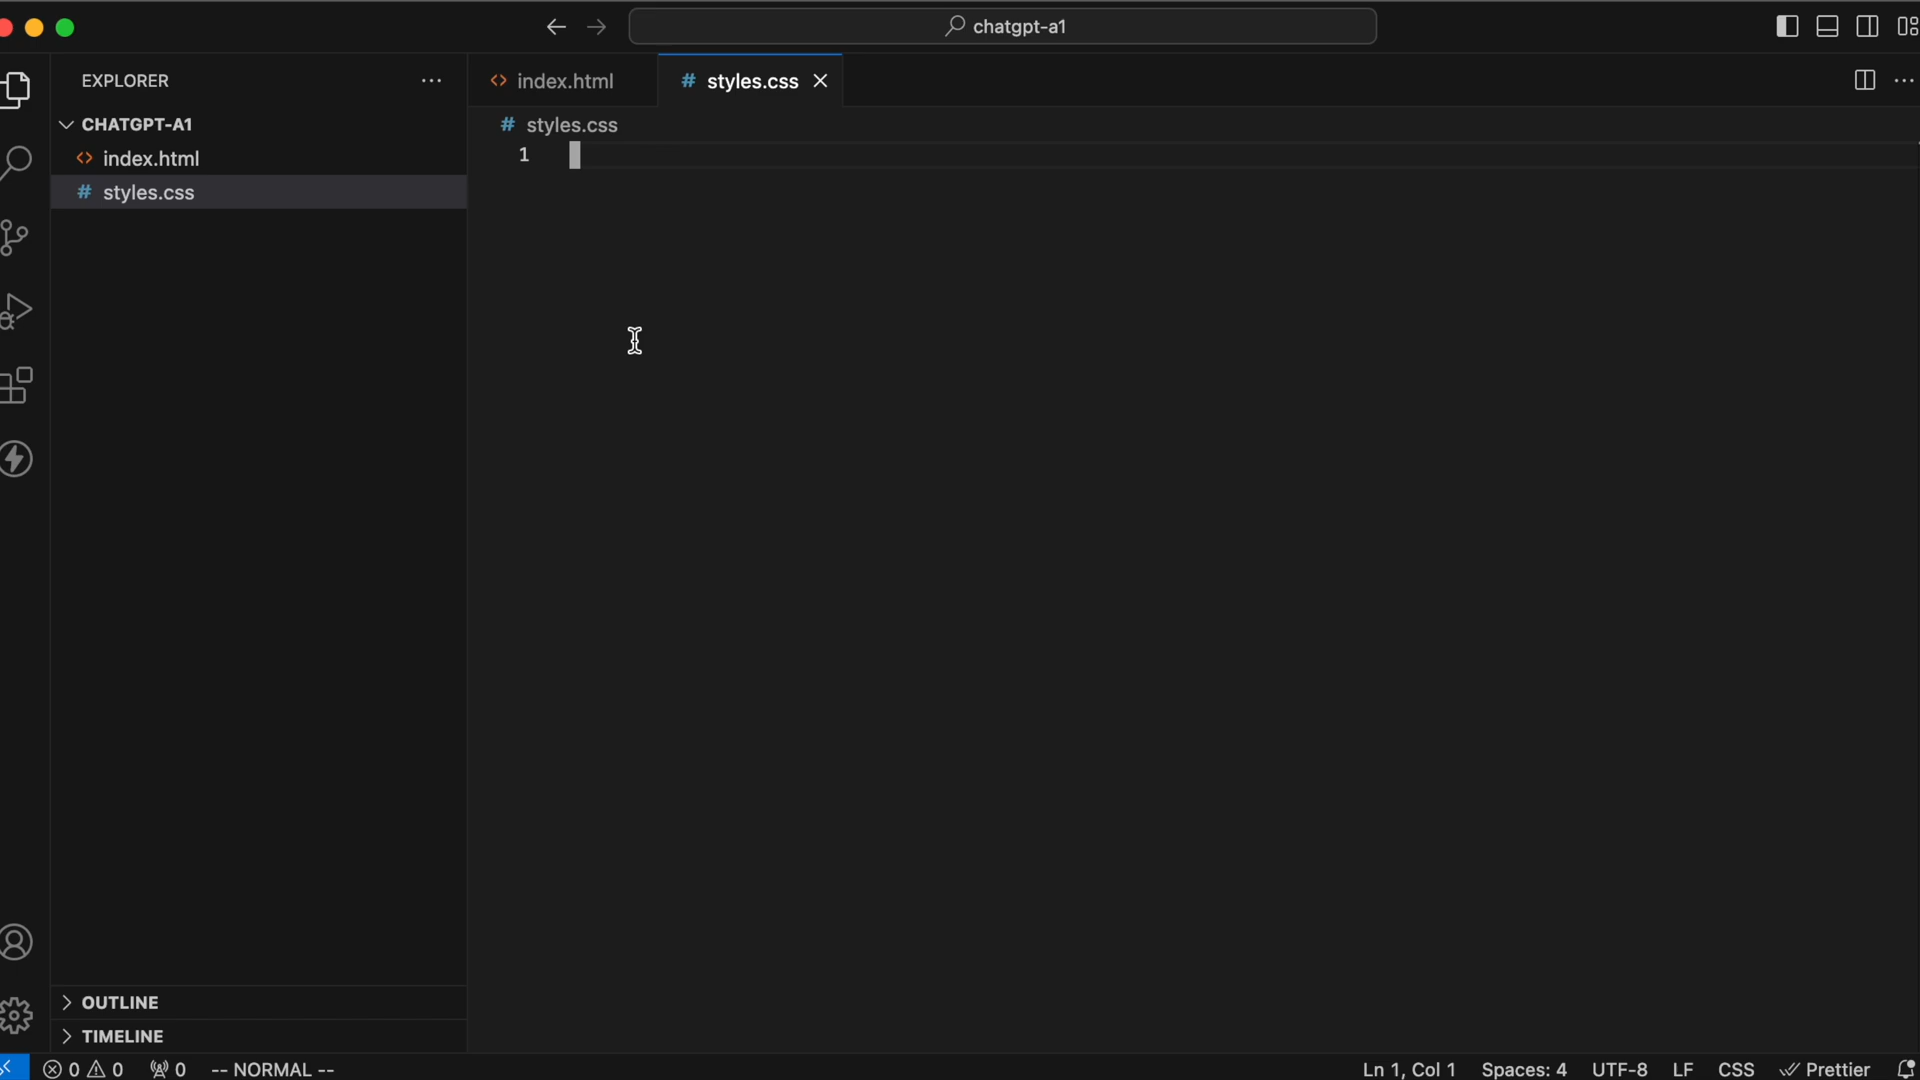 chatgpt-a1
EXPLORER
CHATGPT-A1
index.html
# styles.css
OUTLINE
TIMELINE
index.html
# styles.css
# styles.css
1
0 0 0 -- NORMAL --
Ln 1, Col 1 Spaces: 4 UTF-8 LF CSS Prettier